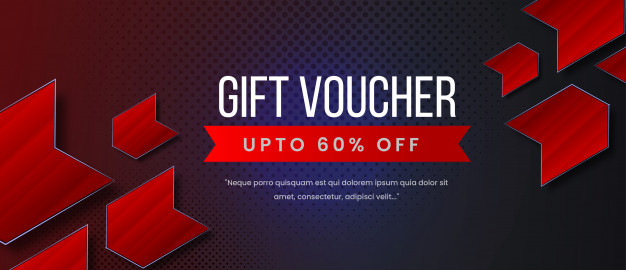 GIFT VOUCHER
UPTO 60% OFF
"Neque porro quisquam est qui dolorem ipsum quia dolor sit
amet, consectetur, adipisci velit..."